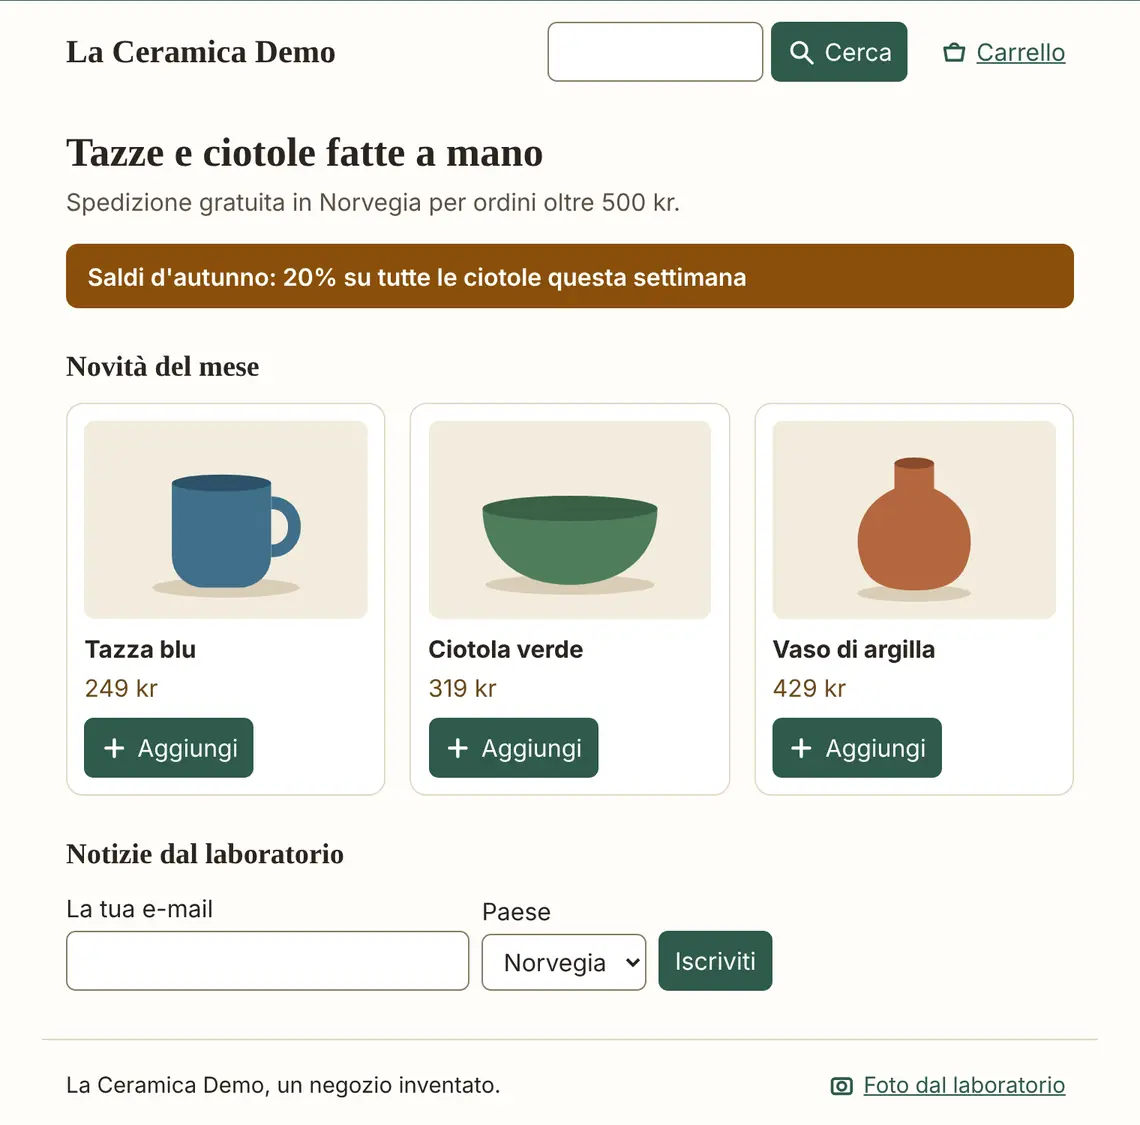 La Ceramica Demo
Cerca
Carrello
Tazze e ciotole fatte a mano
Spedizione gratuita in Norvegia per ordini oltre 500 kr.
Saldi d'autunno: 20% su tutte le ciotole questa settimana
Novità del mese
Tazza blu
249 kr
Aggiungi
Ciotola verde
319 kr
Aggiungi
Vaso di argilla
429 kr
Aggiungi
Notizie dal laboratorio
La tua e-mail
Paese
Norvegia
Iscriviti
La Ceramica Demo, un negozio inventato.
Foto dal laboratorio